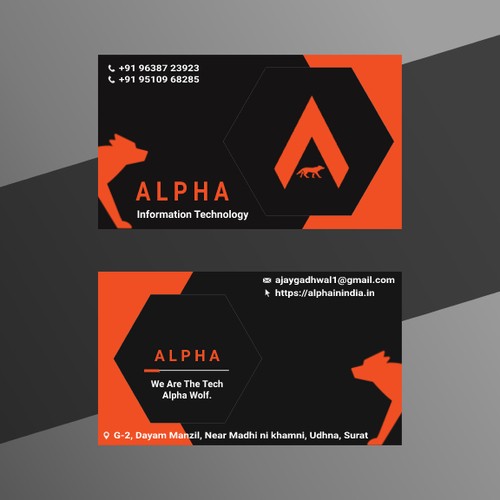 +91 96387 23923
+91 95109 68285
ALPHA
Information Technology
ajaygadhwal1@gmail.com
https://alphainindia.in
ALPHA
We Are The Tech
Alpha Wolf.
G-2, Dayam Manzil, Near Madhi ni khamni, Udhna, Surat